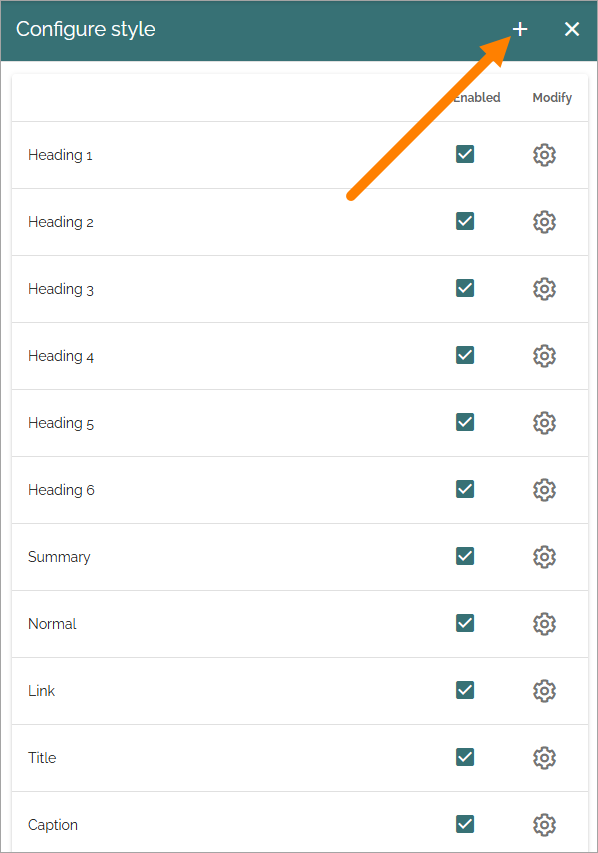 Configure style
Enabled Modify
Heading 1
Heading 2
Heading 3
Heading 4
Heading 5
Heading 6
Summary
Normal
Link
Title
Caption